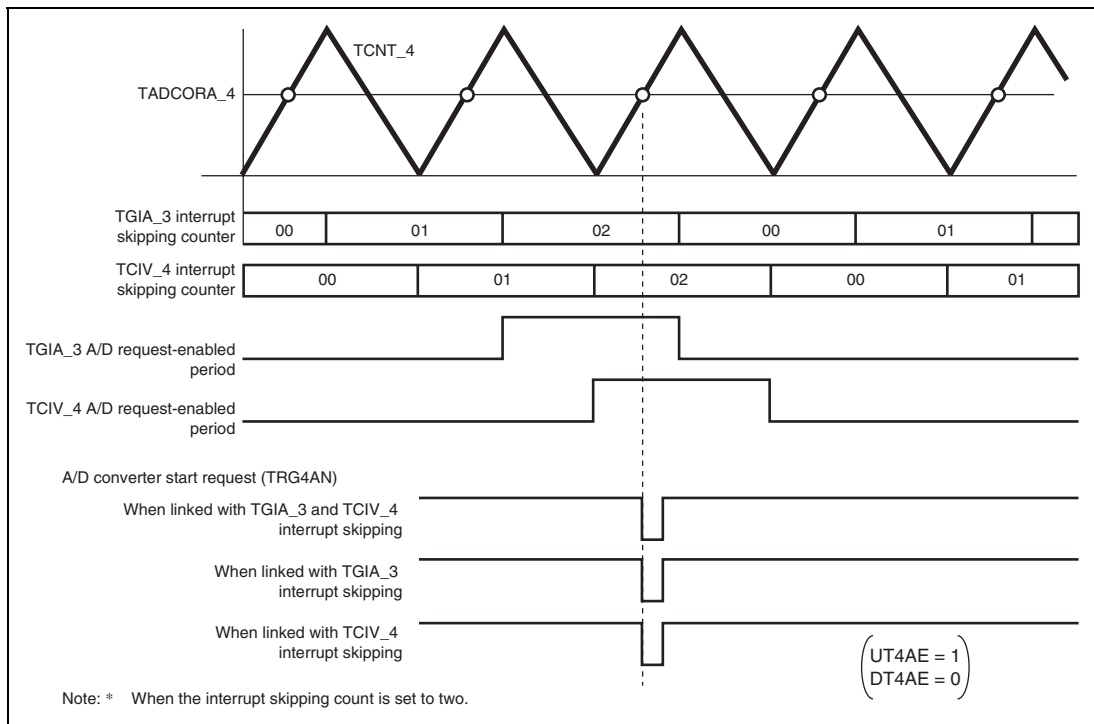 TCNT_4
TADCORA_4
TGIA_3 interrupt
skipping counter
00 01 02 00 01
TCIV_4 interrupt
skipping counter
00 01 02 00 01
TGIA_3 A/D request-enabled
period
TCIV_4 A/D request-enabled
period
A/D converter start request (TRG4AN)
When linked with TGIA_3 and TCIV_4
interrupt skipping
When linked with TGIA_3
interrupt skipping
When linked with TCIV_4
interrupt skipping
UT4AE = 1
DT4AE = 0
Note: * When the interrupt skipping count is set to two.